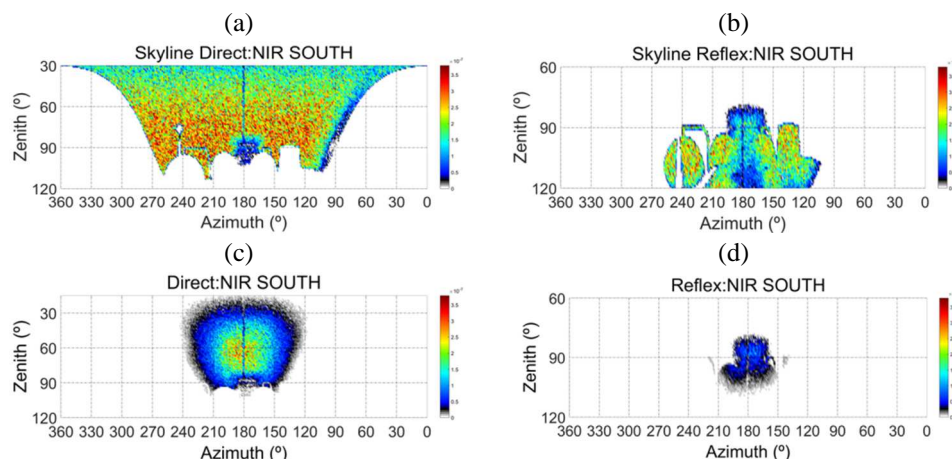 (a)
Skyline Direct:NIR SOUTH
30
60
90
120
Zenith (º)
360 330 300 270 240 210 180 150 120 90 60 30 0
Azimuth (º)
(b)
Skyline Reflex:NIR SOUTH
60
90
120
Zenith (º)
360 330 300 270 240 210 180 150 120 90 60 30 0
Azimuth (º)
(c)
Direct:NIR SOUTH
30
60
90
120
Zenith (º)
360 330 300 270 240 210 180 150 120 90 60 30 0
Azimuth (º)
(d)
Reflex:NIR SOUTH
60
90
120
Zenith (º)
360 330 300 270 240 210 180 150 120 90 60 30 0
Azimuth (º)